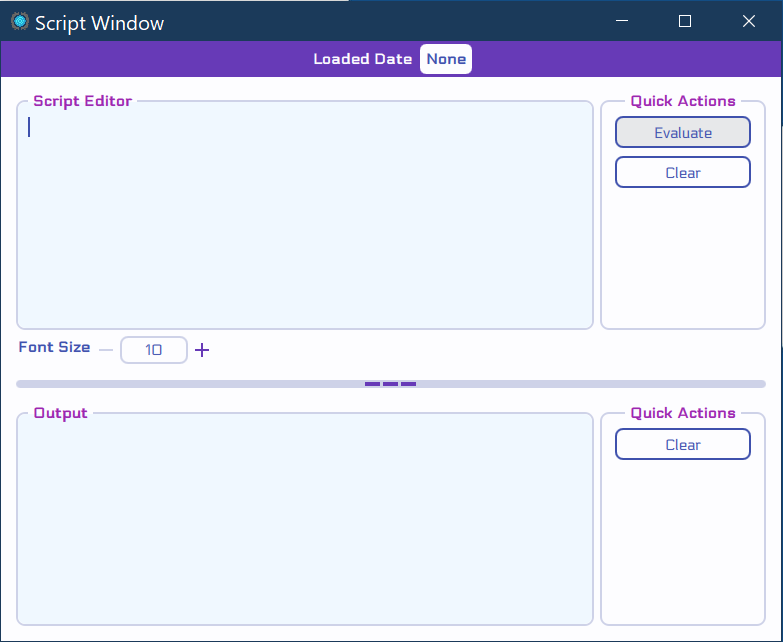 Script Window
Loaded Date None
Script Editor
Quick Actions
Evaluate
Clear
Font Size 10
Output
Quick Actions
Clear